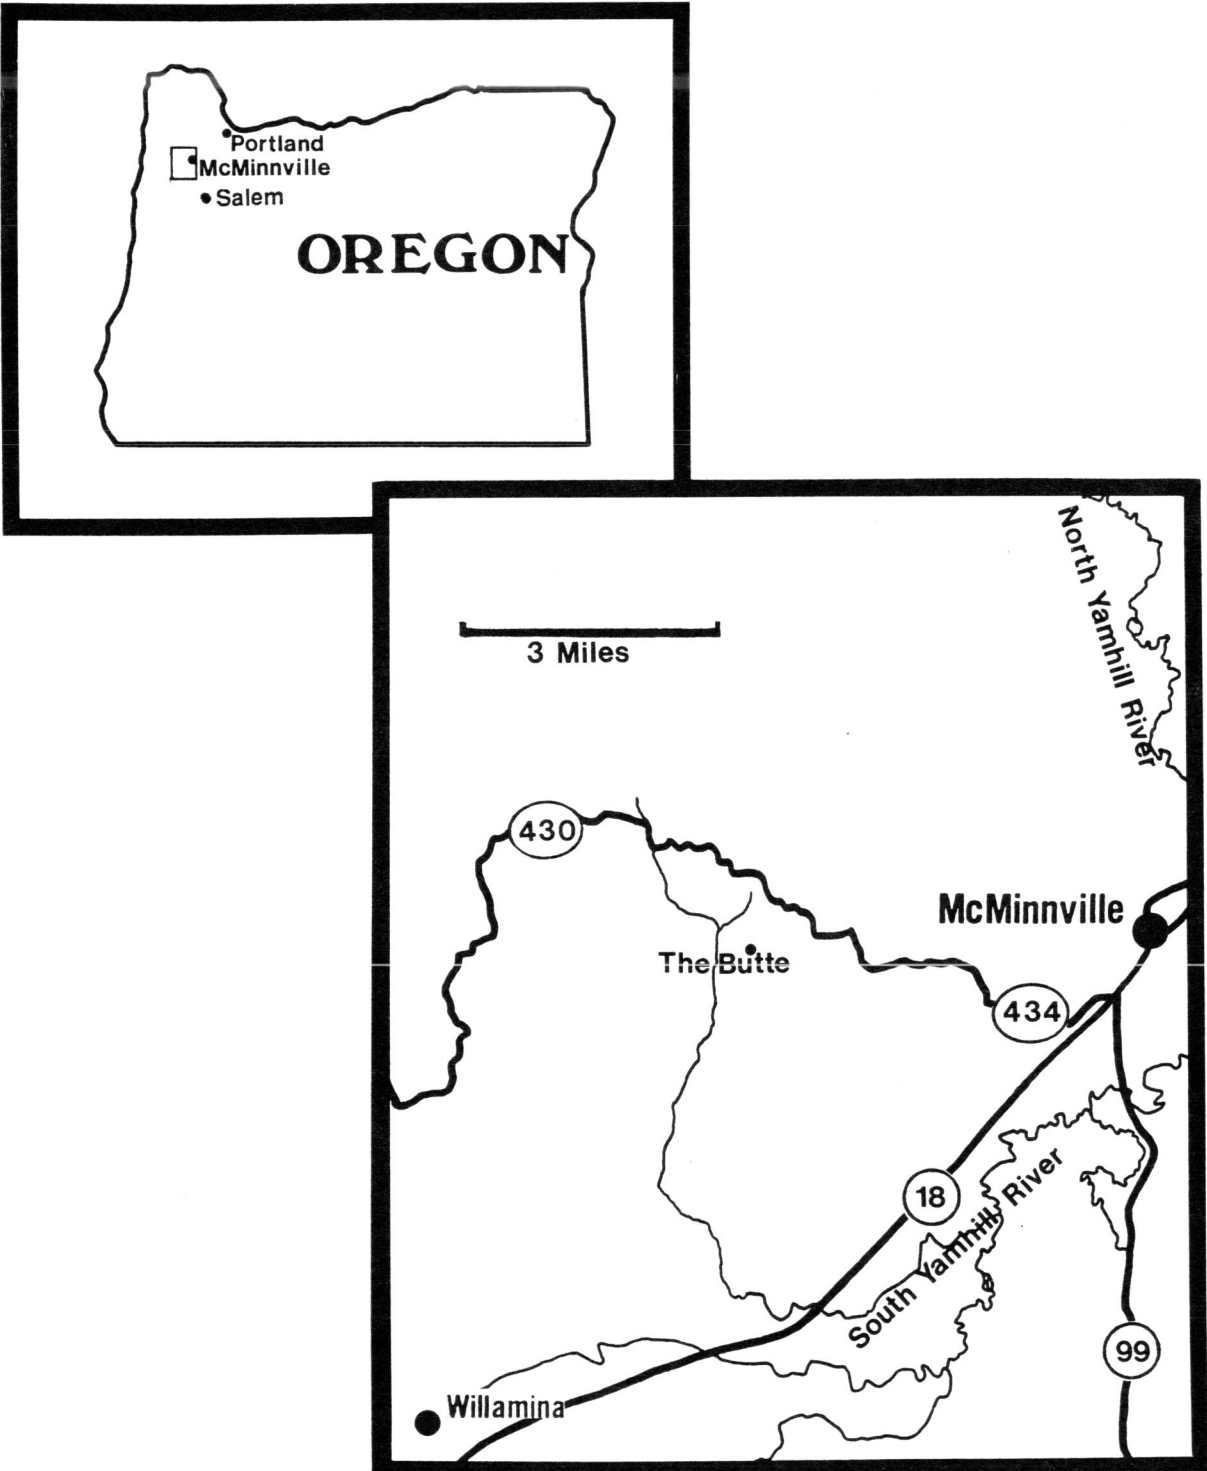 Portland
McMinnville
Salem
OREGON
North Yamhill River
3 Miles
430
McMinnville
The Butte
434
18
South Yamhill River
99
Willamina